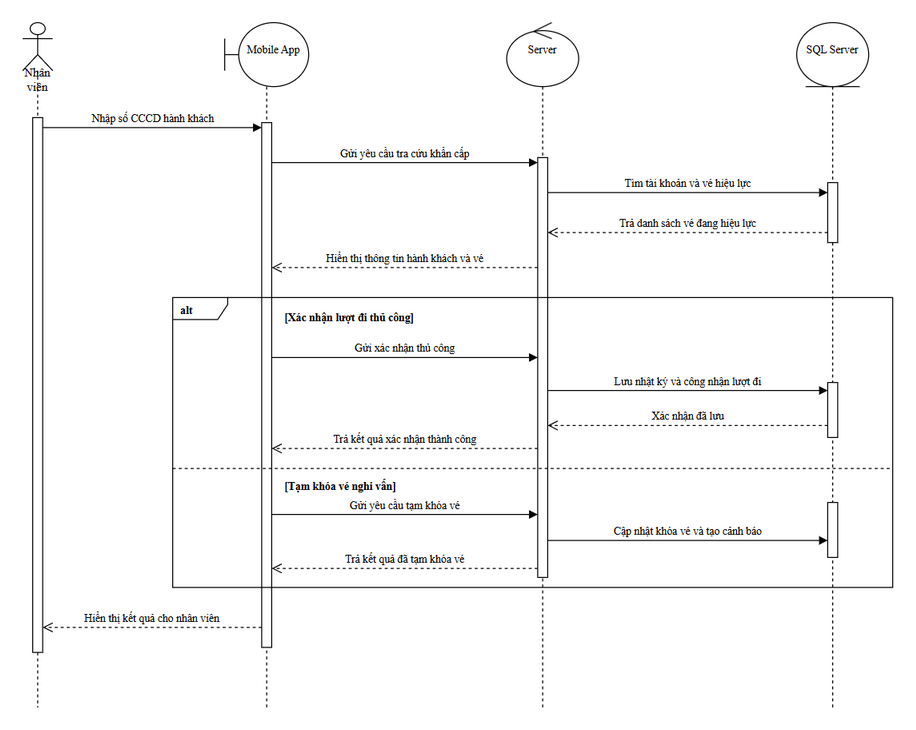 Nhân
viên
Mobile App
Server
SQL Server
Nhập số CCCD hành khách
Gửi yêu cầu tra cứu khẩn cấp
Tìm tài khoản và vé hiệu lực
Trả danh sách vé đang hiệu lực
Hiển thị thông tin hành khách và vé
alt
[Xác nhận lượt đi thủ công]
Gửi xác nhận thủ công
Lưu nhật ký và công nhận lượt đi
Xác nhận đã lưu
Trả kết quả xác nhận thành công
[Tạm khóa vé nghi vấn]
Gửi yêu cầu tạm khóa vé
Cập nhật khóa vé và tạo cảnh báo
Trả kết quả đã tạm khóa vé
Hiển thị kết quả cho nhân viên